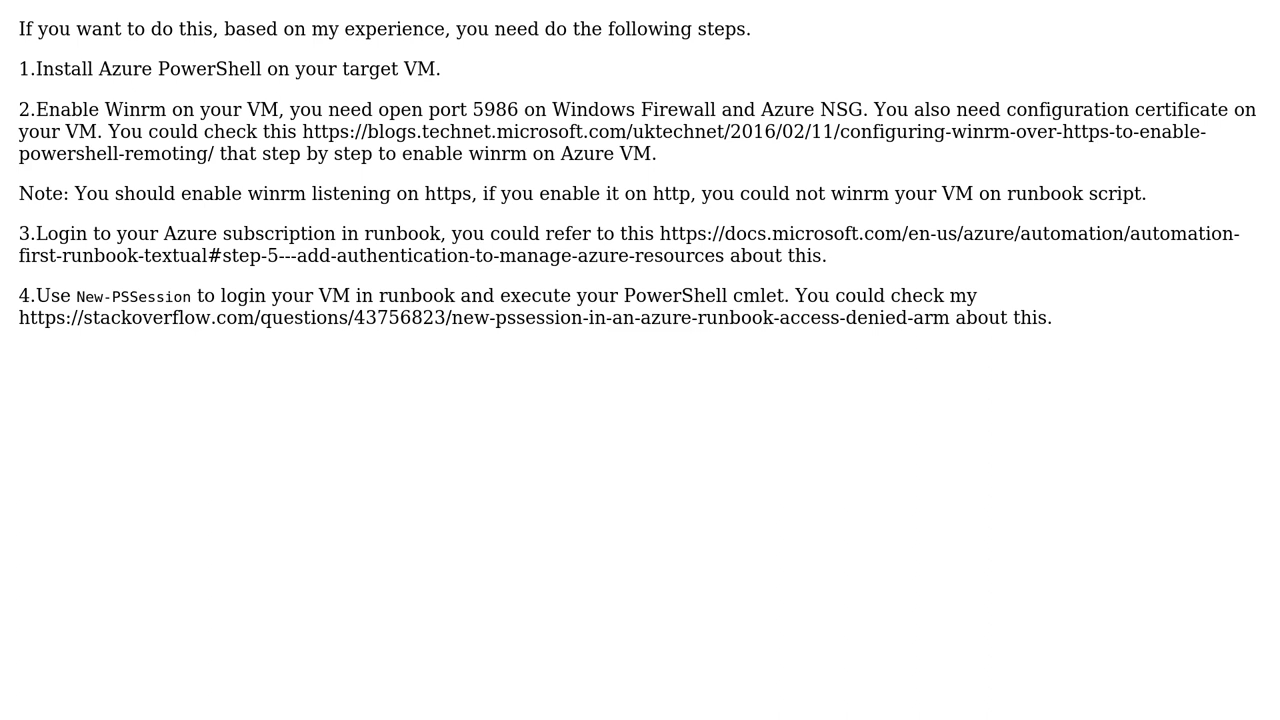 If you want to do this, based on my experience, you need do the following steps.
1.Install Azure PowerShell on your target VM.
2.Enable Winrm on your VM, you need open port 5986 on Windows Firewall and Azure NSG. You also need configuration certificate on
your VM. You could check this https://blogs.technet.microsoft.com/uktechnet/2016/02/11/configuring-winrm-over-https-to-enable-
powershell-remoting/ that step by step to enable winrm on Azure VM.
Note: You should enable winrm listening on https, if you enable it on http, you could not winrm your VM on runbook script.
3.Login to your Azure subscription in runbook, you could refer to this https://docs.microsoft.com/en-us/azure/automation/automation-
first-runbook-textual#step-5---add-authentication-to-manage-azure-resources about this.
4.Use New-PSSession to login your VM in runbook and execute your PowerShell cmlet. You could check my
https://stackoverflow.com/questions/43756823/new-pssession-in-an-azure-runbook-access-denied-arm about this.